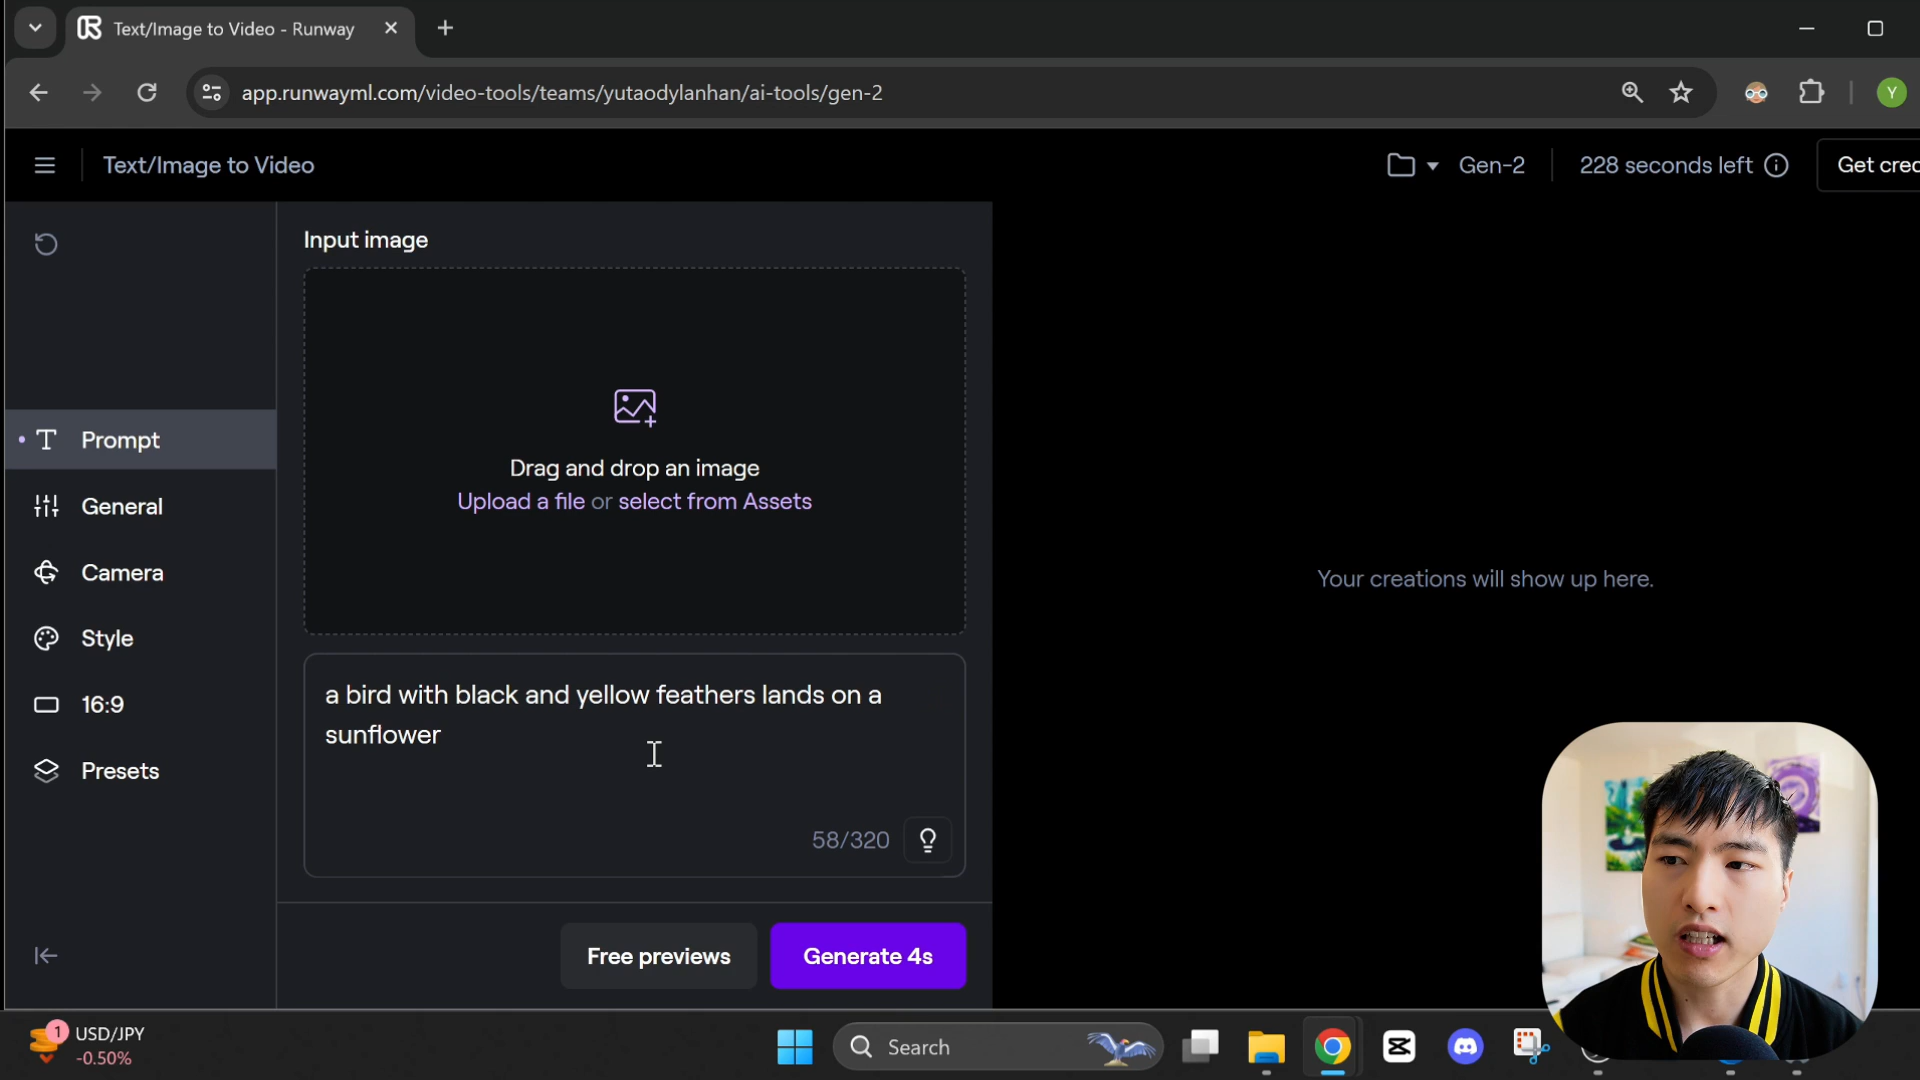 Text/Image to Video - Runway
app.runwayml.com/video-tools/teams/yutaodylanhan/ai-tools/gen-2
Y
Text/Image to Video
Gen-2
228 seconds left
Get cred
Input image
Drag and drop an image
Upload a file or select from Assets
Prompt
General
Camera
Style
16:9
Presets
Your creations will show up here.
a bird with black and yellow feathers lands on a
sunflower
58/320
Free previews
Generate 4s
1
USD/JPY
-0.50%
Search